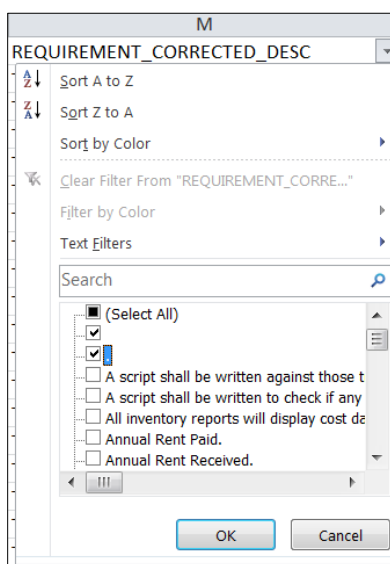 M
REQUIREMENT_CORRECTED_DESC
Sort A to Z
Sort Z to A
Sort by Color
Clear Filter From "REQUIREMENT_CORRE..."
Filter by Color
Text Filters
Search
(Select All)
.
A script shall be written against those t
A script shall be written to check if any
All inventory reports will display cost da
Annual Rent Paid.
Annual Rent Received.
OK Cancel